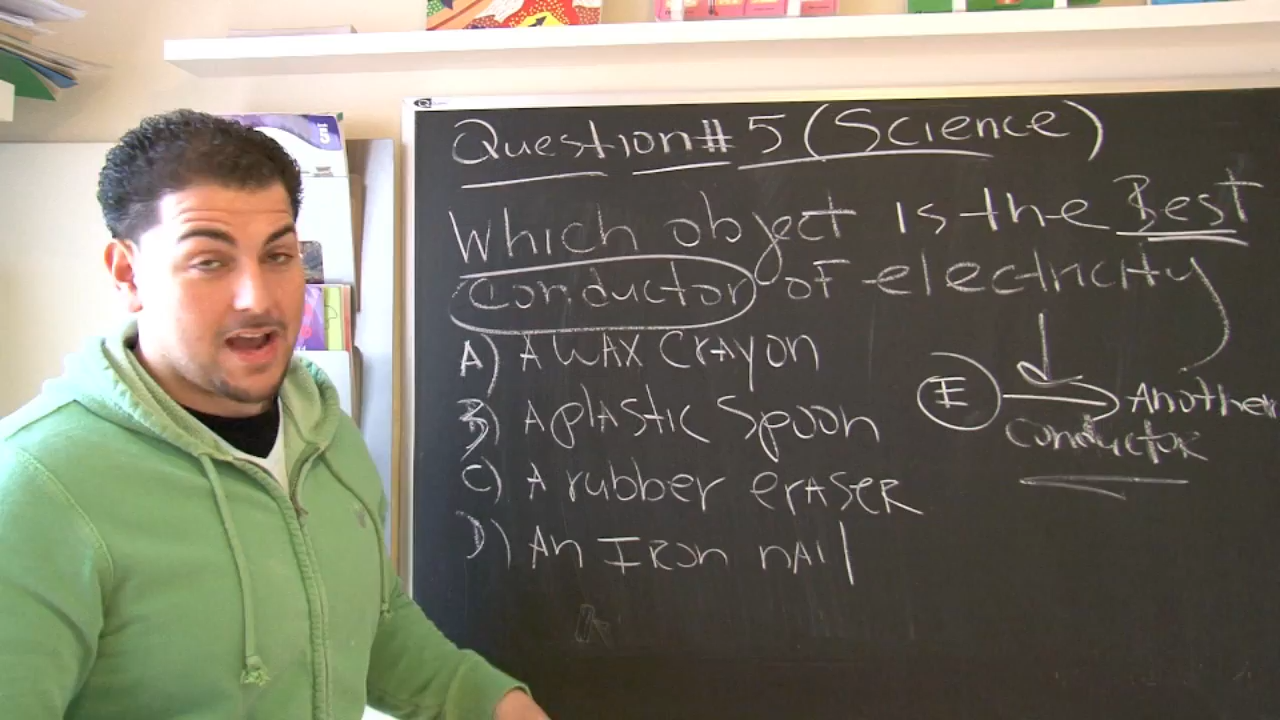 Question# 5 (Science)
Which object is the Best
conductor of electricity
A) A WAX CRAyon
B) A plastic Spoon
C) A rubber erASER
D) An IRon nAil
E
Another
conductor